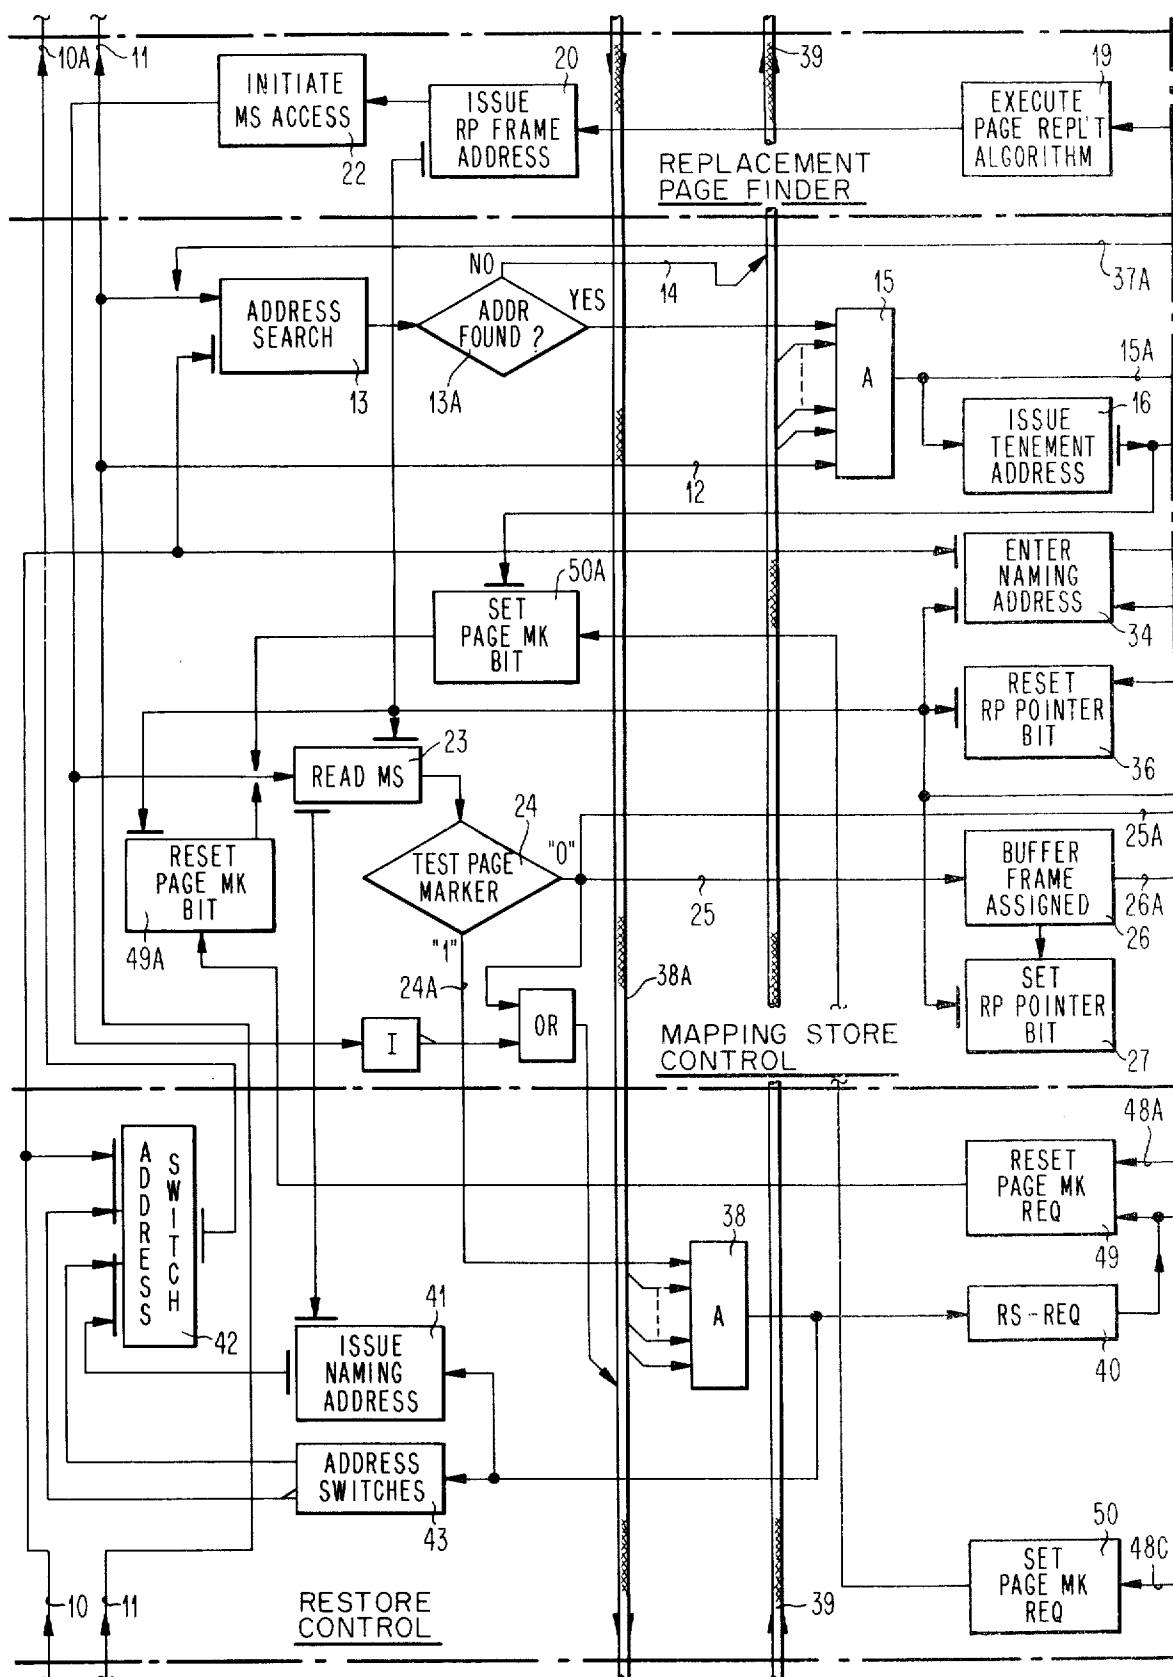 10A
11
INITIATE
MS ACCESS
22
20
ISSUE
RP FRAME
ADDRESS
39
19
EXECUTE
PAGE REPL'T
ALGORITHM
REPLACEMENT
PAGE FINDER
37A
NO
14
YES
15
ADDRESS
SEARCH
13
ADDR
FOUND ?
13A
A
15A
16
ISSUE
TENEMENT
ADDRESS
12
50A
SET
PAGE MK
BIT
ENTER
NAMING
ADDRESS
34
RESET
RP POINTER
BIT
36
23
READ MS
24
TEST PAGE
MARKER
"0"
"1"
24A
25
25A
RESET
PAGE MK
BIT
49A
BUFFER
FRAME
ASSIGNED
26A
26
38A
OR
I
SET
RP POINTER
BIT
27
MAPPING STORE
CONTROL
48A
ADDRESS
SWITCH
42
RESET
PAGE MK
REQ
49
38
A
RS-REQ
40
41
ISSUE
NAMING
ADDRESS
ADDRESS
SWITCHES
43
50
SET
PAGE MK
REQ
48C
10
11
RESTORE
CONTROL
39